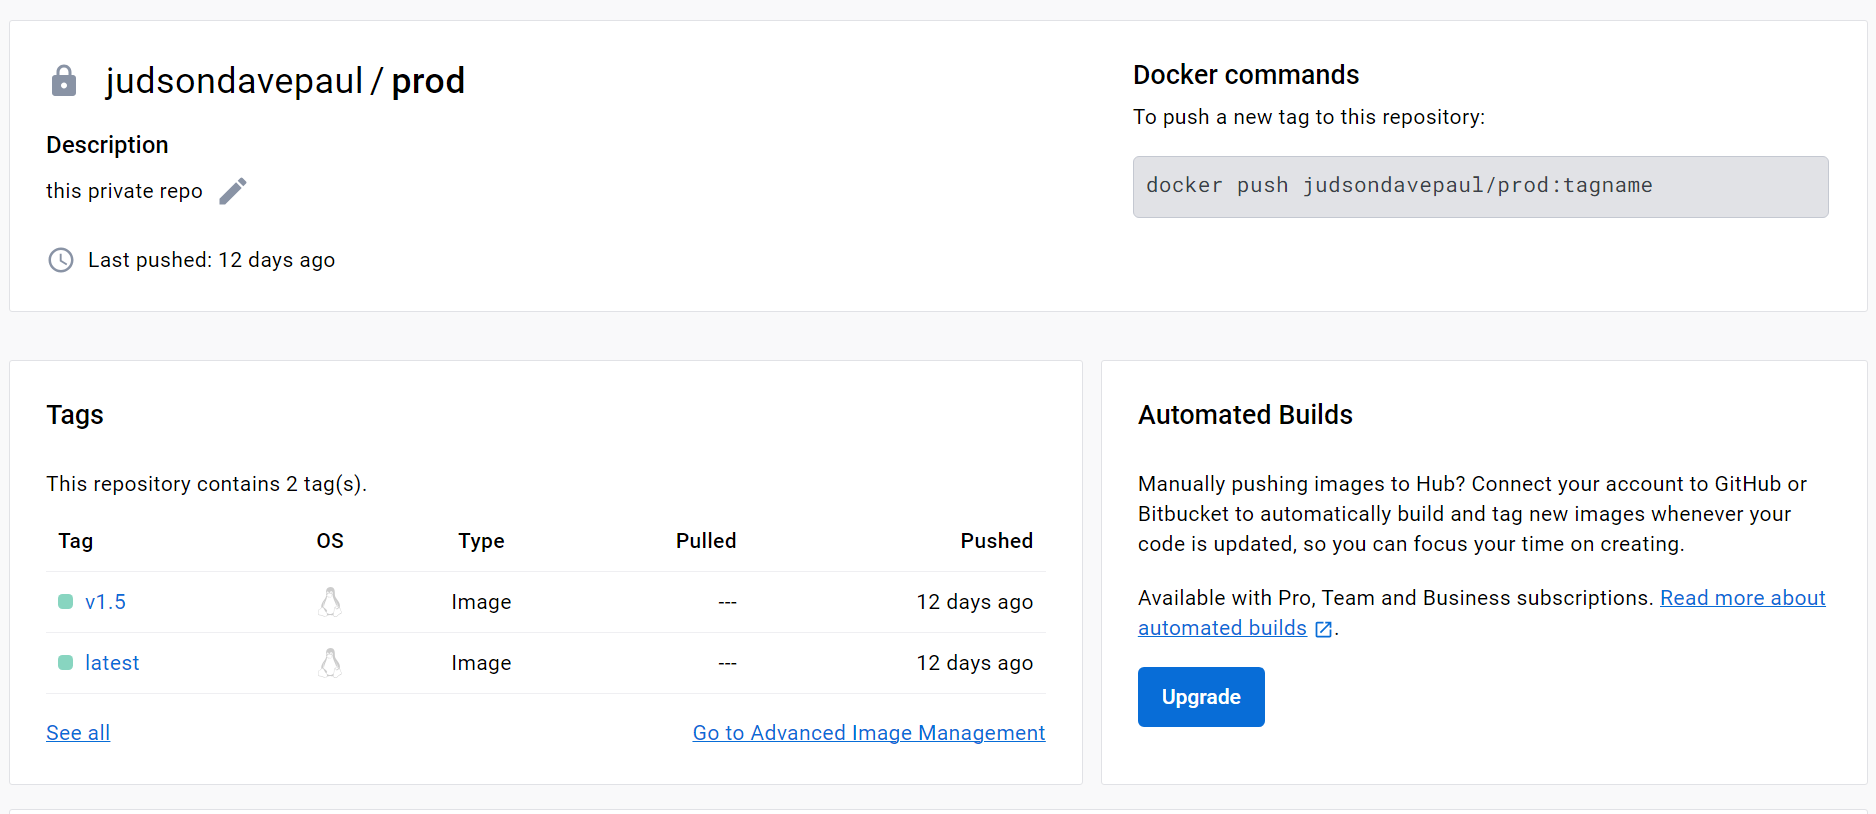 judsondavepaul / prod
Description
this private repo
Last pushed: 12 days ago
Docker commands
To push a new tag to this repository:
docker push judsondavepaul/prod:tagname
Tags
This repository contains 2 tag(s).
Tag OS Type Pulled Pushed
v1.5 Image --- 12 days ago
latest Image --- 12 days ago
See all Go to Advanced Image Management
Automated Builds
Manually pushing images to Hub? Connect your account to GitHub or
Bitbucket to automatically build and tag new images whenever your
code is updated, so you can focus your time on creating.
Available with Pro, Team and Business subscriptions. Read more about
automated builds .
Upgrade